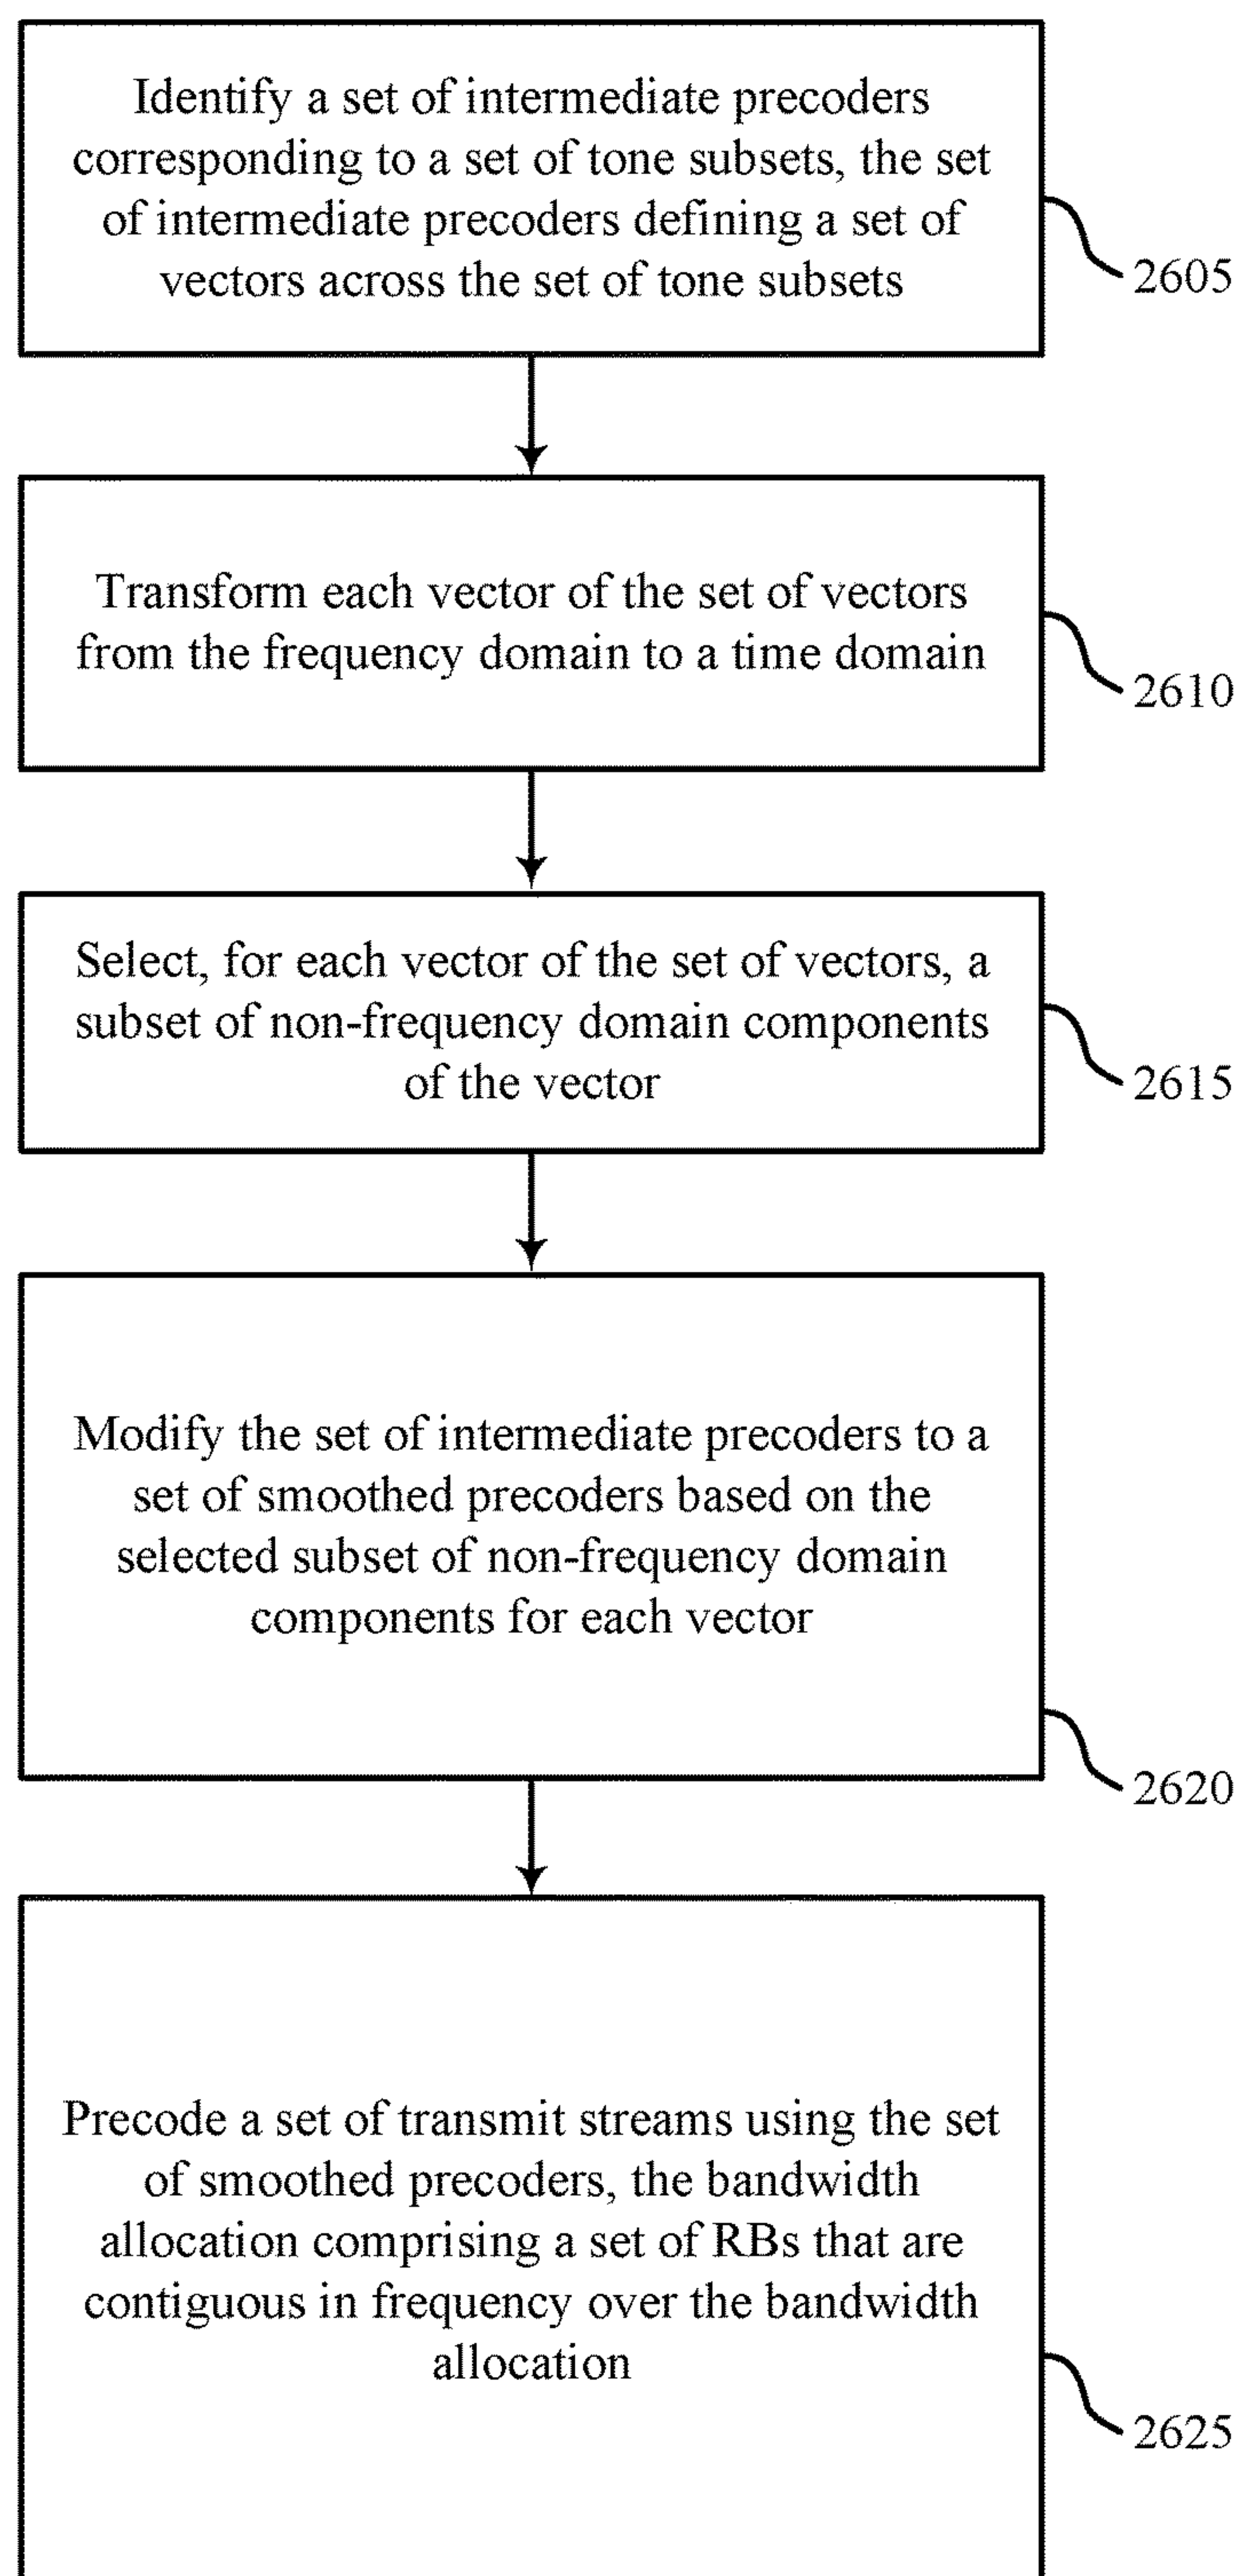 Identify a set of intermediate precoders
corresponding to a set of tone subsets, the set
of intermediate precoders defining a set of
vectors across the set of tone subsets
2605
Transform each vector of the set of vectors
from the frequency domain to a time domain
2610
Select, for each vector of the set of vectors, a
subset of non-frequency domain components
of the vector
2615
Modify the set of intermediate precoders to a
set of smoothed precoders based on the
selected subset of non-frequency domain
components for each vector
2620
Precode a set of transmit streams using the set
of smoothed precoders, the bandwidth
allocation comprising a set of RBs that are
contiguous in frequency over the bandwidth
allocation
2625